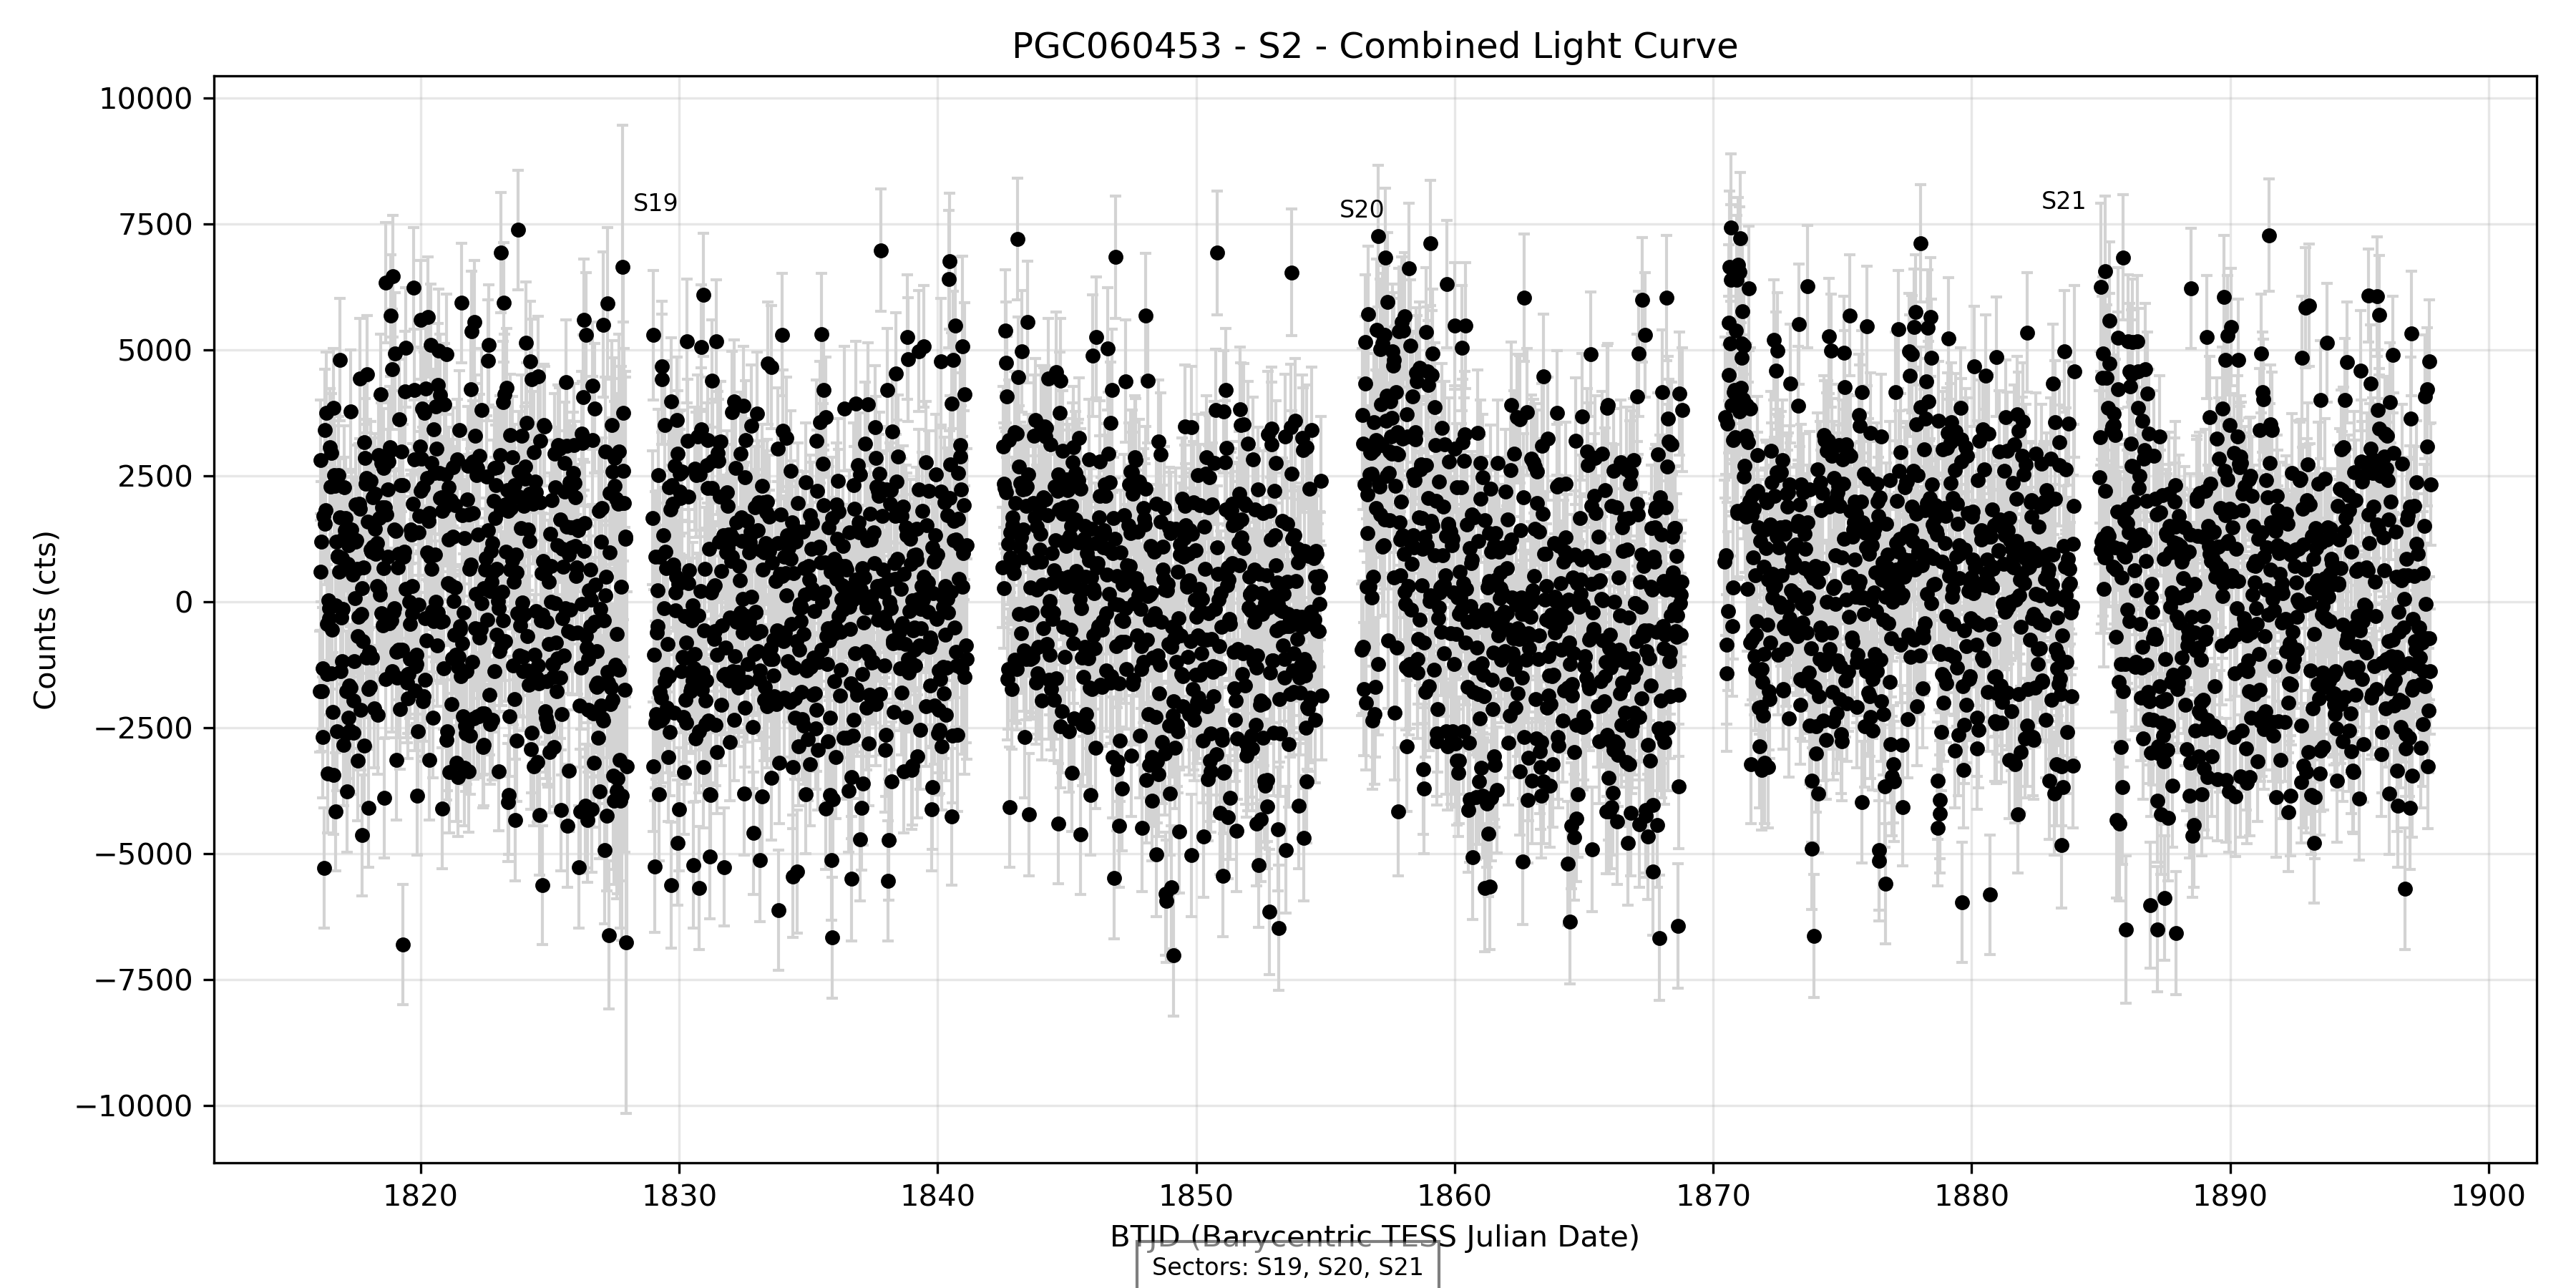 PGC060453 - S2 - Combined Light Curve
10000
7500
5000
2500
0
−2500
−5000
−7500
−10000
Counts (cts)
S19
S20
S21
1820 1830 1840 1850 1860 1870 1880 1890 1900
BTJD (Barycentric TESS Julian Date)
Sectors: S19, S20, S21